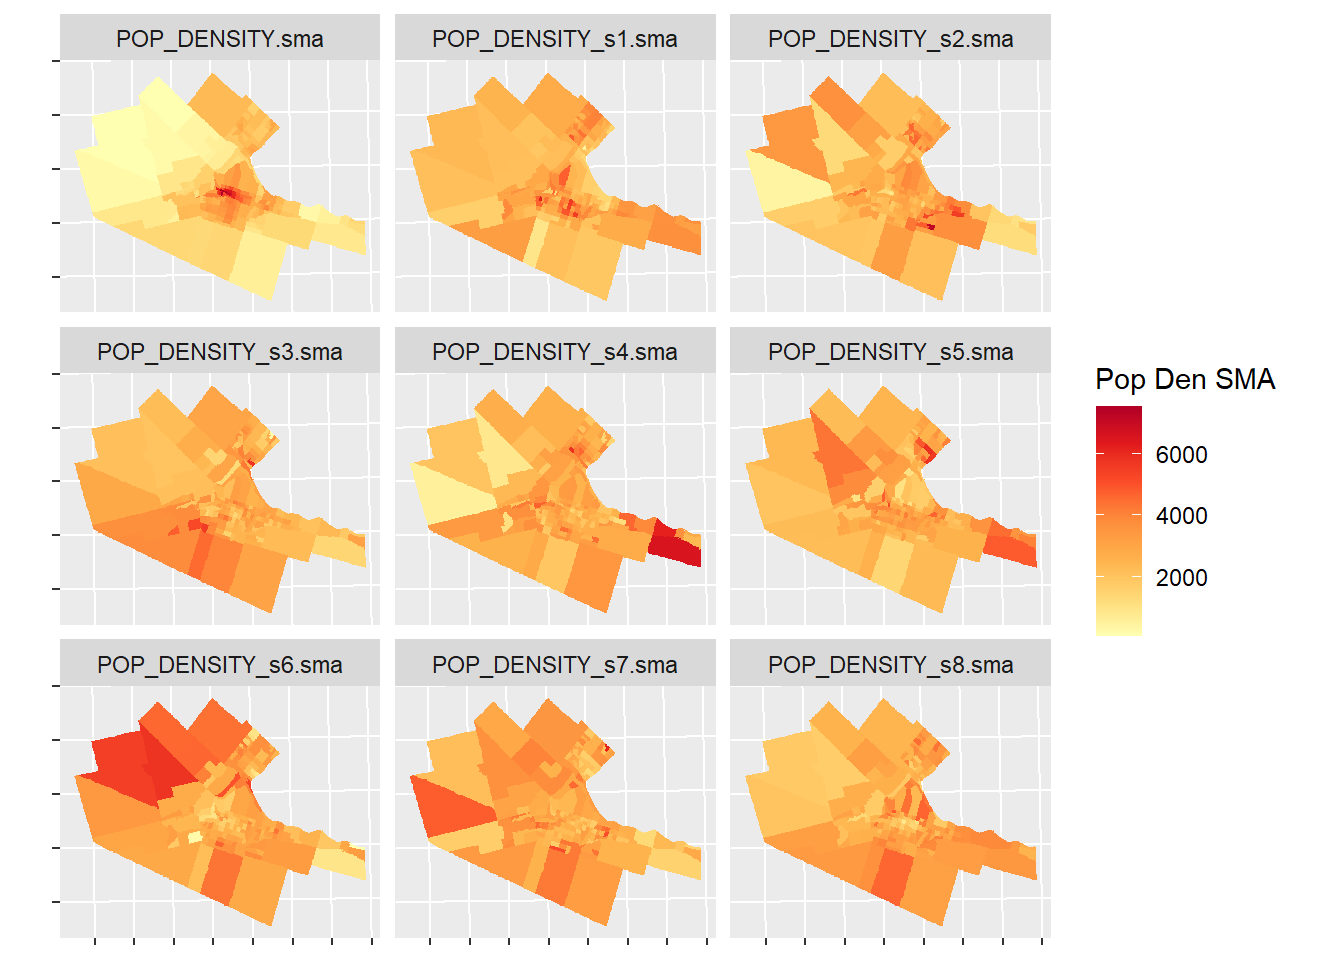 POP_DENSITY.sma
POP_DENSITY_s1.sma
POP_DENSITY_s2.sma
POP_DENSITY_s3.sma
POP_DENSITY_s4.sma
POP_DENSITY_s5.sma
Pop Den SMA
6000
4000
2000
POP_DENSITY_s6.sma
POP_DENSITY_s7.sma
POP_DENSITY_s8.sma